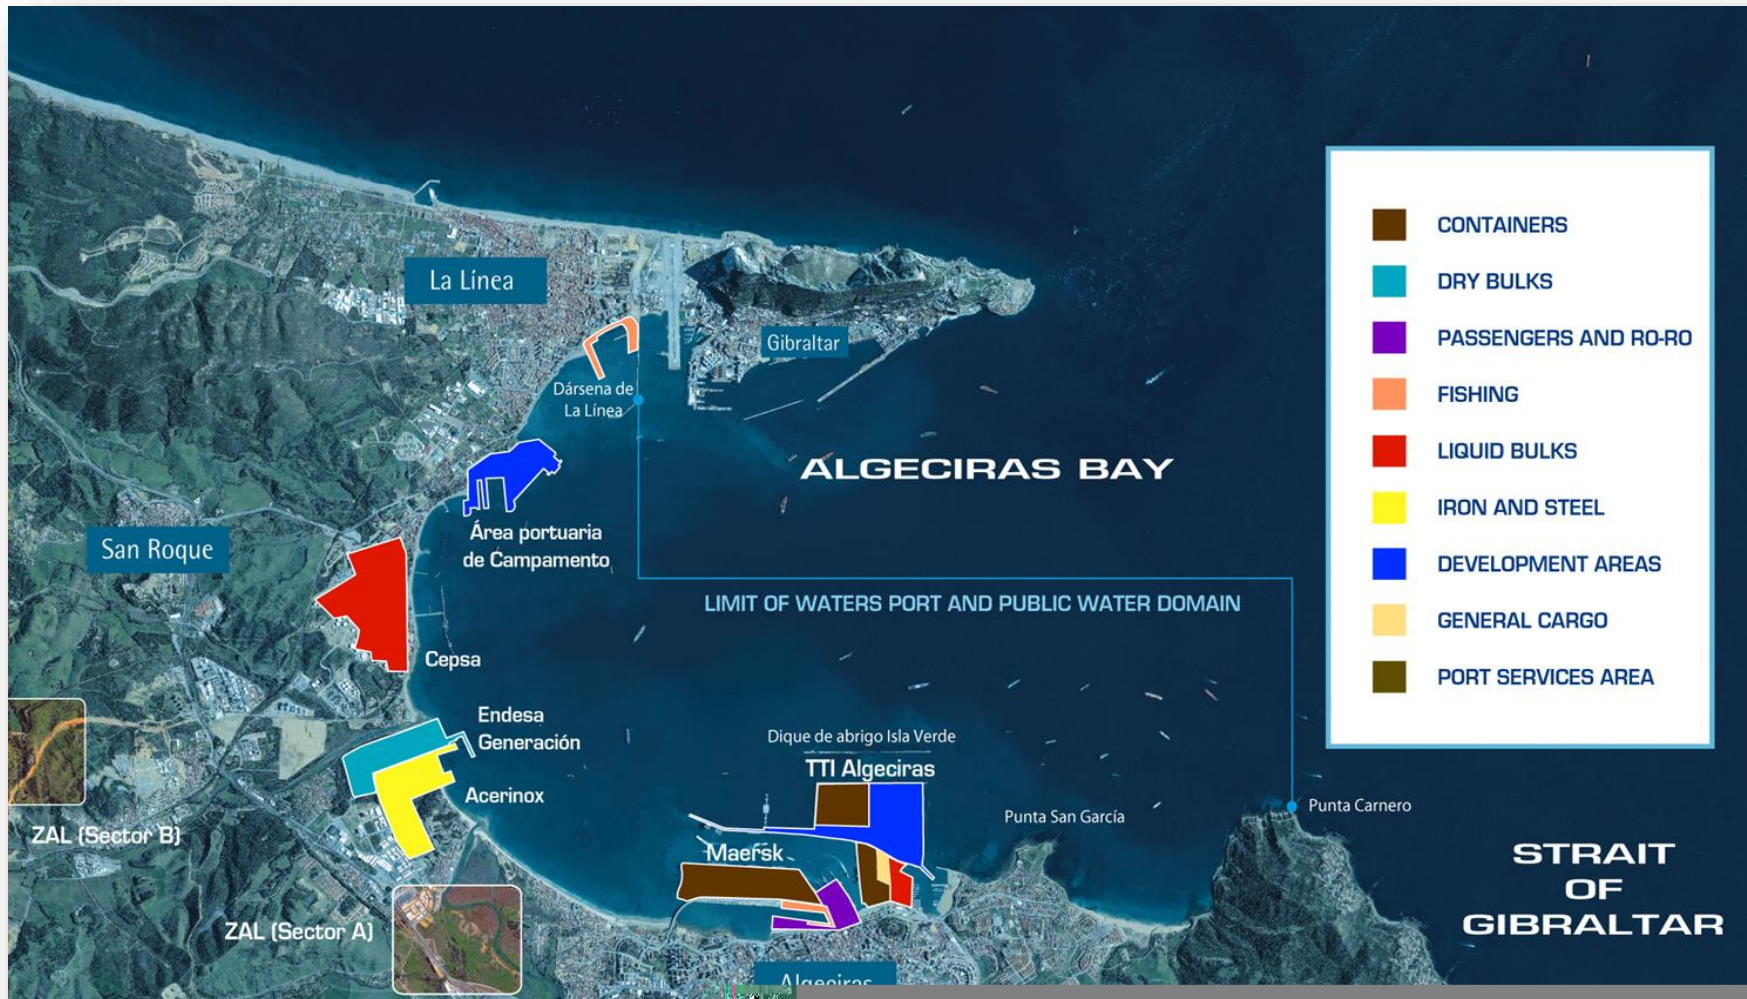 La Línea
Gibraltar
Dársena de
La Línea
ALGECIRAS BAY
Área portuaria
de Campamento
San Roque
LIMIT OF WATERS PORT AND PUBLIC WATER DOMAIN
Cepsa
Endesa
Generación
Acerinox
ZAL (Sector B)
ZAL (Sector A)
Dique de abrigo Isla Verde
TTI Algeciras
Maersk
Punta San García
Punta Carnero
STRAIT
OF
GIBRALTAR
Algeciras
CONTAINERS
DRY BULKS
PASSENGERS AND RO-RO
FISHING
LIQUID BULKS
IRON AND STEEL
DEVELOPMENT AREAS
GENERAL CARGO
PORT SERVICES AREA